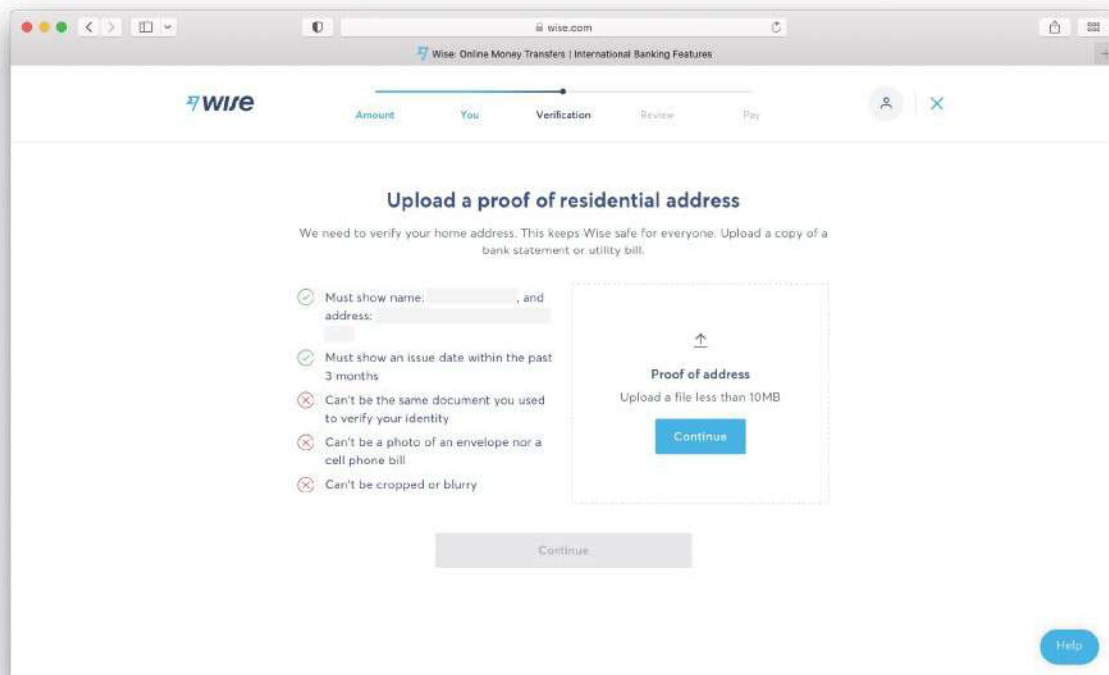 wise.com
Wise: Online Money Transfers | International Banking Features
wise
Amount
You
Verification
Review
Pay
Upload a proof of residential address
We need to verify your home address. This keeps Wise safe for everyone. Upload a copy of a
bank statement or utility bill.
Must show name: , and
address:
Must show an issue date within the past
3 months
Can't be the same document you used
to verify your identity
Can't be a photo of an envelope nor a
cell phone bill
Can't be cropped or blurry
Proof of address
Upload a file less than 10MB
Continue
Continue
Help